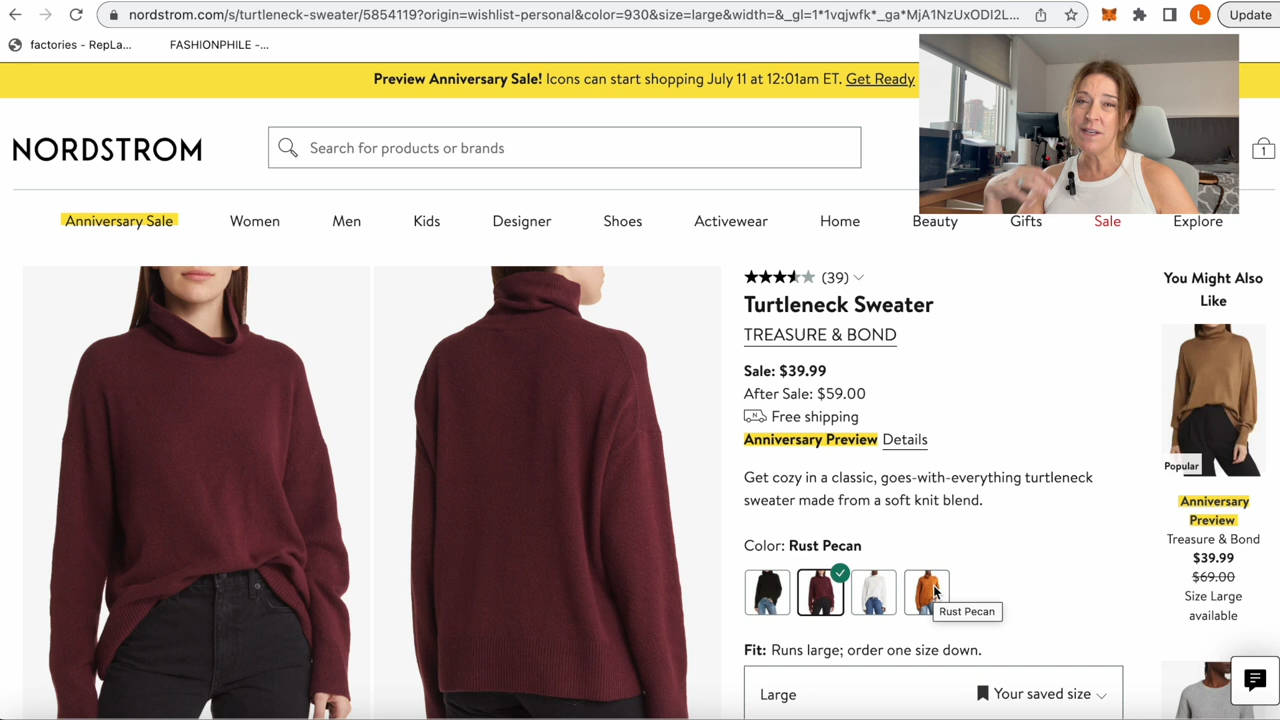 nordstrom.com/s/turtleneck-sweater/5854119?origin=wishlist-personal&color=930&size=large&width=&_gl=1*1vqjwfk*_ga*MjA1NzUxODI2L...
L
Update
factories - RepLa...
FASHIONPHILE -...
Preview Anniversary Sale! Icons can start shopping July 11 at 12:01am ET. Get Ready
NORDSTROM
Search for products or brands
1
Anniversary Sale
Women
Men
Kids
Designer
Shoes
Activewear
Home
Beauty
Gifts
Sale
Explore
(39)
Turtleneck Sweater
TREASURE & BOND
Sale: $39.99
After Sale: $59.00
N
Free shipping
Anniversary Preview Details
Get cozy in a classic, goes-with-everything turtleneck
sweater made from a soft knit blend.
Color: Rust Pecan
Rust Pecan
Fit: Runs large; order one size down.
Large
Your saved size
You Might Also
Like
Popular
Anniversary
Preview
Treasure & Bond
$39.99
$69.00
Size Large
available